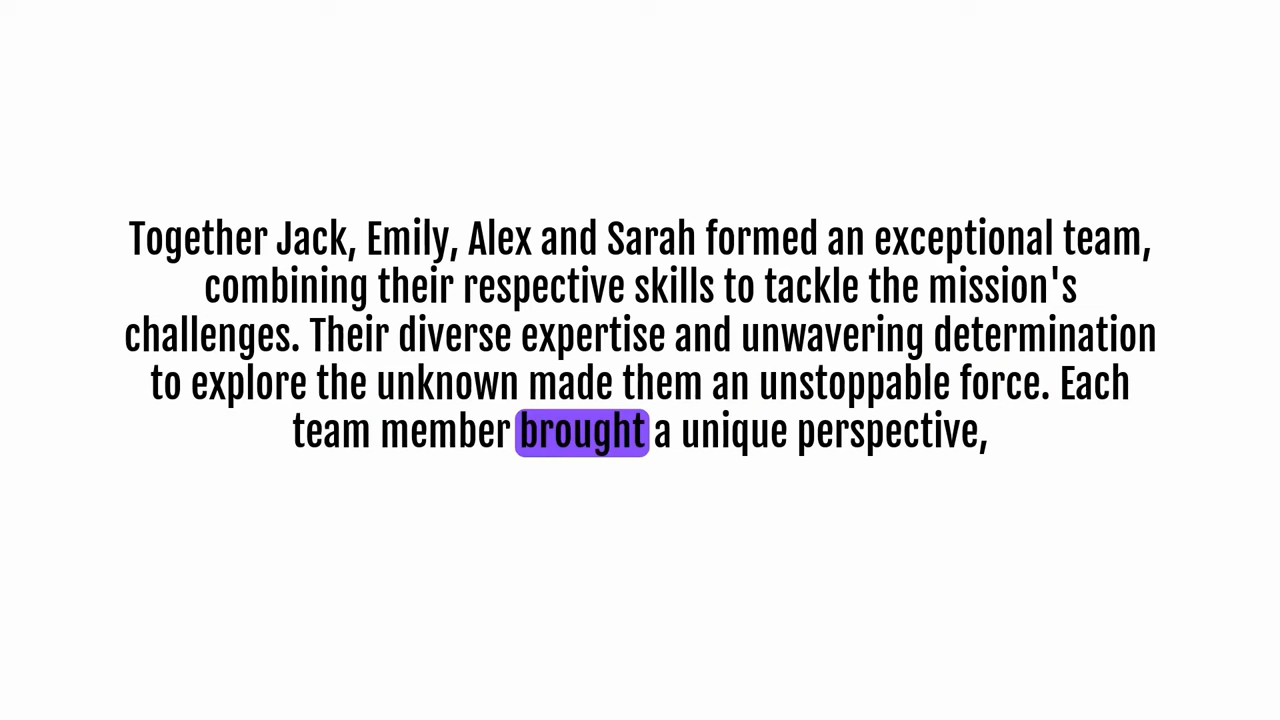 Together Jack, Emily, Alex and Sarah formed an exceptional team,
combining their respective skills to tackle the mission's
challenges. Their diverse expertise and unwavering determination
to explore the unknown made them an unstoppable force. Each
team member brought a unique perspective,